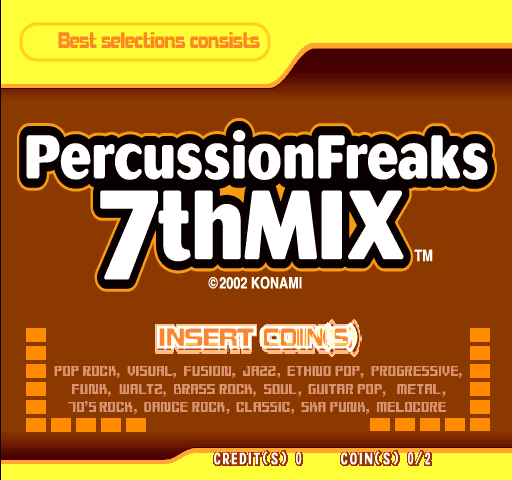 Best selections consists
PercussionFreaks
7thMIX™
©2002 KONAMI
INSERT COIN(S)
POP ROCK, VISUAL, FUSION, JAZZ, ETHNO POP, PROGRESSIVE,
FUNK, WALTZ, BRASS ROCK, SOUL, GUITAR POP, METAL,
70'S ROCK, DANCE ROCK, CLASSIC, SKA PUNK, MELOCORE
CREDIT(S) 0 COIN(S) 0/2